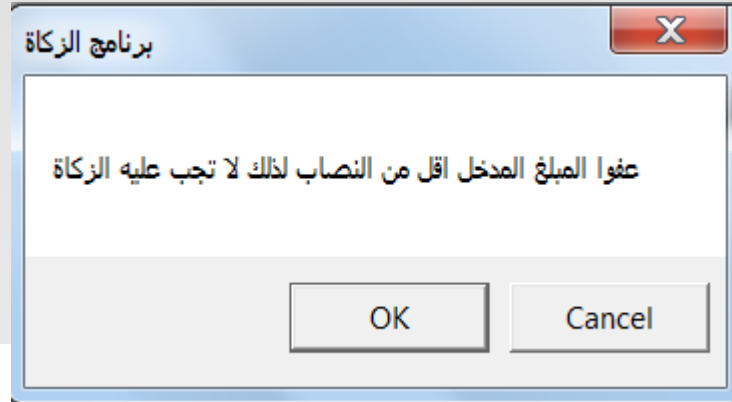 برنامج الزكاة
عفوا المبلغ المدخل اقل من النصاب لذلك لا تجب عليه الزكاة
OK
Cancel